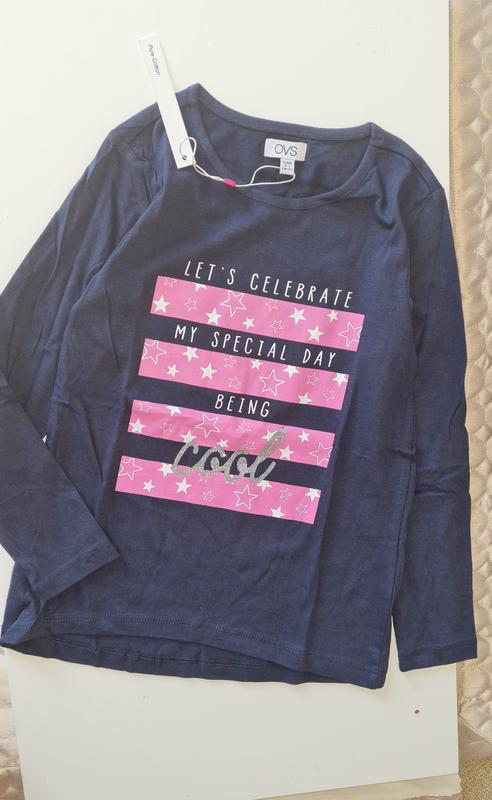 Pure Cotton
OVS
LET'S CELEBRATE
MY SPECIAL DAY
BEING
cool